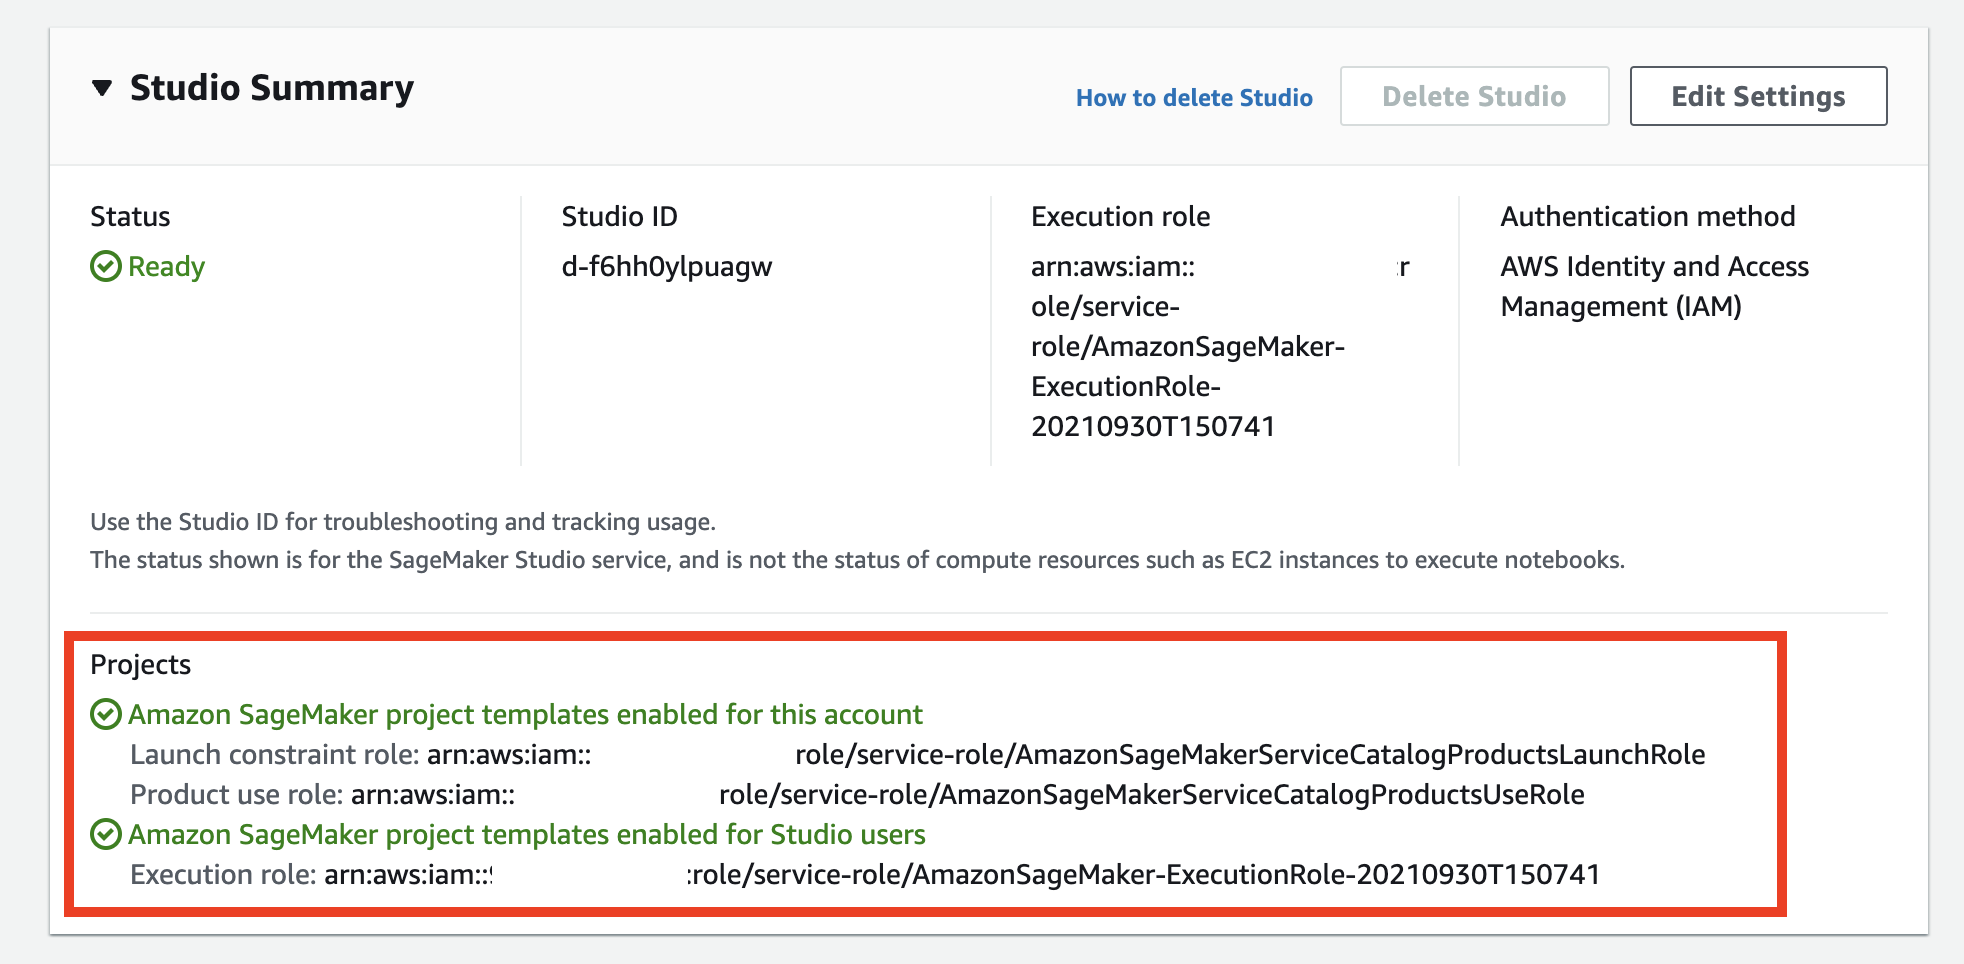 Studio Summary
How to delete Studio
Delete Studio
Edit Settings
Status
Ready
Studio ID
d-f6hh0ylpuagw
Execution role
arn:aws:iam:: :r
ole/service-
role/AmazonSageMaker-
ExecutionRole-
20210930T150741
Authentication method
AWS Identity and Access
Management (IAM)
Use the Studio ID for troubleshooting and tracking usage.
The status shown is for the SageMaker Studio service, and is not the status of compute resources such as EC2 instances to execute notebooks.
Projects
Amazon SageMaker project templates enabled for this account
Launch constraint role: arn:aws:iam:: role/service-role/AmazonSageMakerServiceCatalogProductsLaunchRole
Product use role: arn:aws:iam:: role/service-role/AmazonSageMakerServiceCatalogProductsUseRole
Amazon SageMaker project templates enabled for Studio users
Execution role: arn:aws:iam:: :role/service-role/AmazonSageMaker-ExecutionRole-20210930T150741